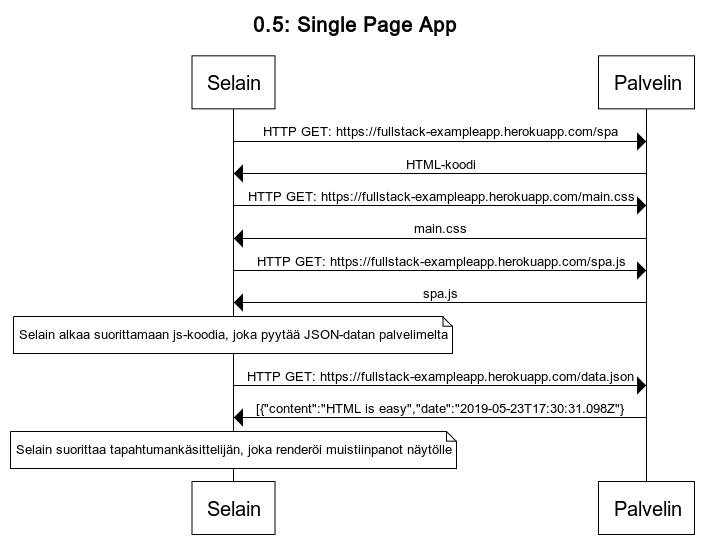 0.5: Single Page App
Selain
Palvelin
HTTP GET: https://fullstack-exampleapp.herokuapp.com/spa
HTML-koodi
HTTP GET: https://fullstack-exampleapp.herokuapp.com/main.css
main.css
HTTP GET: https://fullstack-exampleapp.herokuapp.com/spa.js
spa.js
Selain alkaa suorittamaan js-koodia, joka pyytää JSON-datan palvelimelta
HTTP GET: https://fullstack-exampleapp.herokuapp.com/data.json
[{"content":"HTML is easy","date":"2019-05-23T17:30:31.098Z"}
Selain suorittaa tapahtumankäsittelijän, joka renderöi muistiinpanot näytölle
Selain
Palvelin